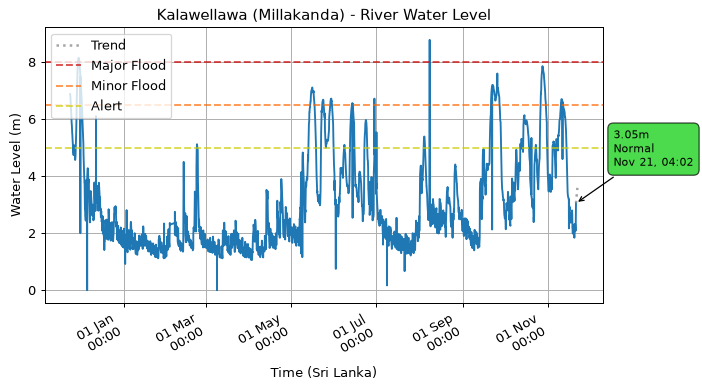 Kalawellawa (Millakanda) - River Water Level
Trend
Major Flood
Minor Flood
Alert
Water Level (m)
8
6
4
2
0
3.05m
Normal
Nov 21, 04:02
01 Jan
00:00
01 Mar
00:00
01 May
00:00
01 Jul
00:00
01 Sep
00:00
01 Nov
00:00
Time (Sri Lanka)